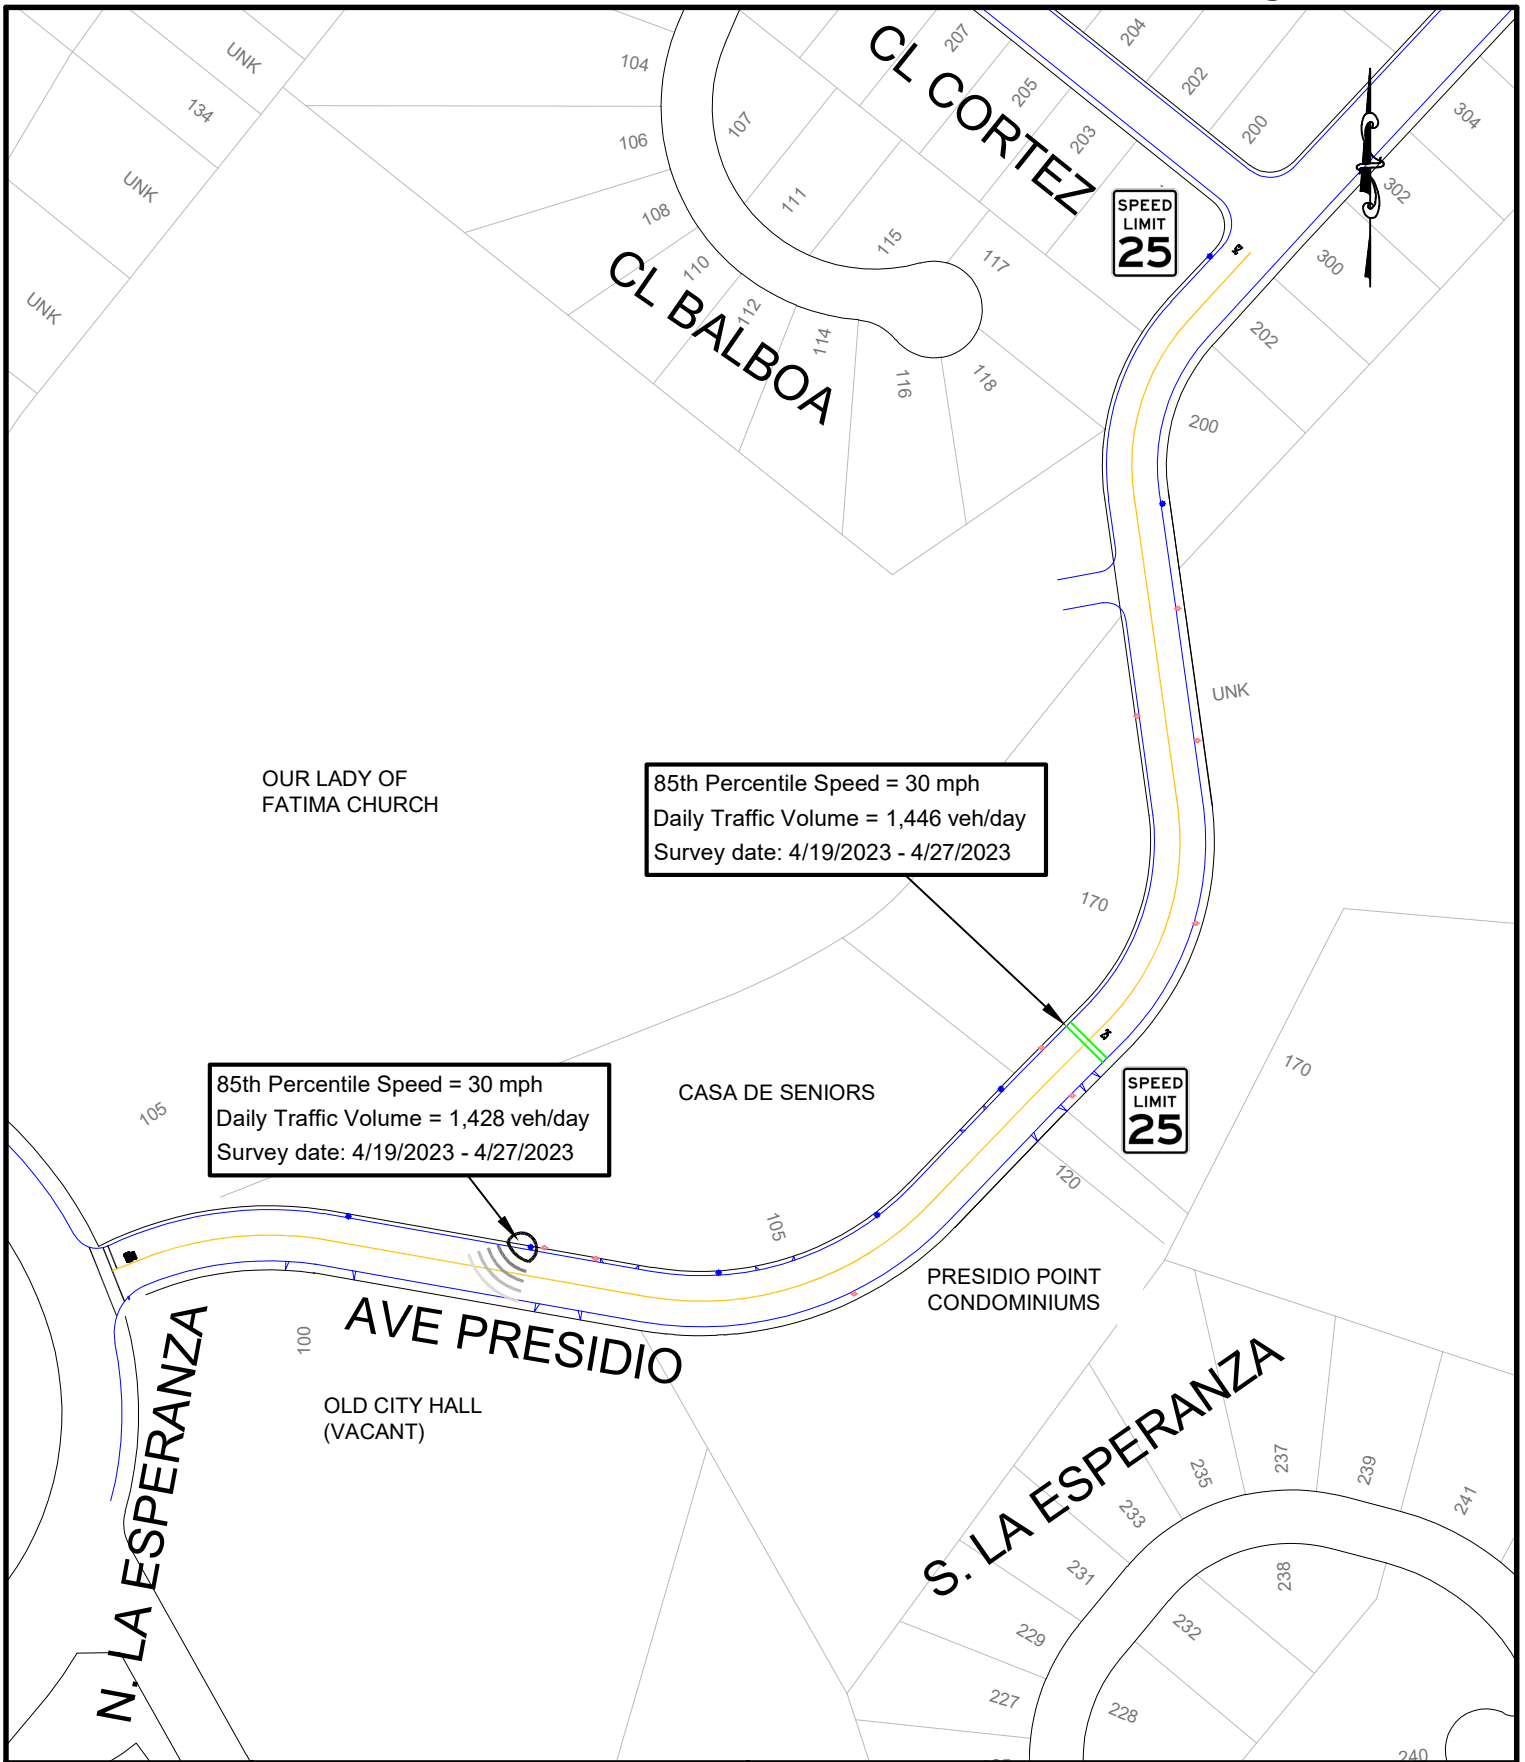 UNK
134
UNK
UNK
104
106
107
108
110
111
112
114
115
116
117
118
CL BALBOA
207
205
203
CL CORTEZ
204
202
200
304
302
300
202
200
SPEED
LIMIT
25
UNK
OUR LADY OF
FATIMA CHURCH
85th Percentile Speed = 30 mph
Daily Traffic Volume = 1,446 veh/day
Survey date: 4/19/2023 - 4/27/2023
170
25
170
SPEED
LIMIT
25
CASA DE SENIORS
85th Percentile Speed = 30 mph
Daily Traffic Volume = 1,428 veh/day
Survey date: 4/19/2023 - 4/27/2023
105
105
120
PRESIDIO POINT
CONDOMINIUMS
AVE PRESIDIO
100
OLD CITY HALL
(VACANT)
N. LA ESPERANZA
S. LA ESPERANZA
235
237
239
241
233
231
229
227
238
232
228
240